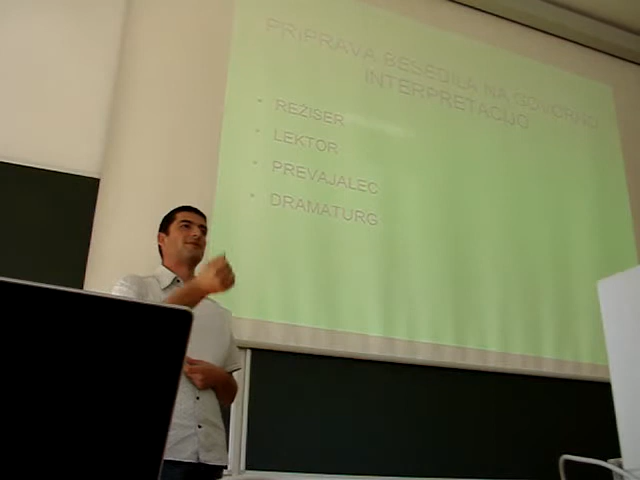 PRIPRAVA BESEDILA NA GOVORNO
INTERPRETACIJO
- REŽISER
- LEKTOR
- PREVAJALEC
- DRAMATURG